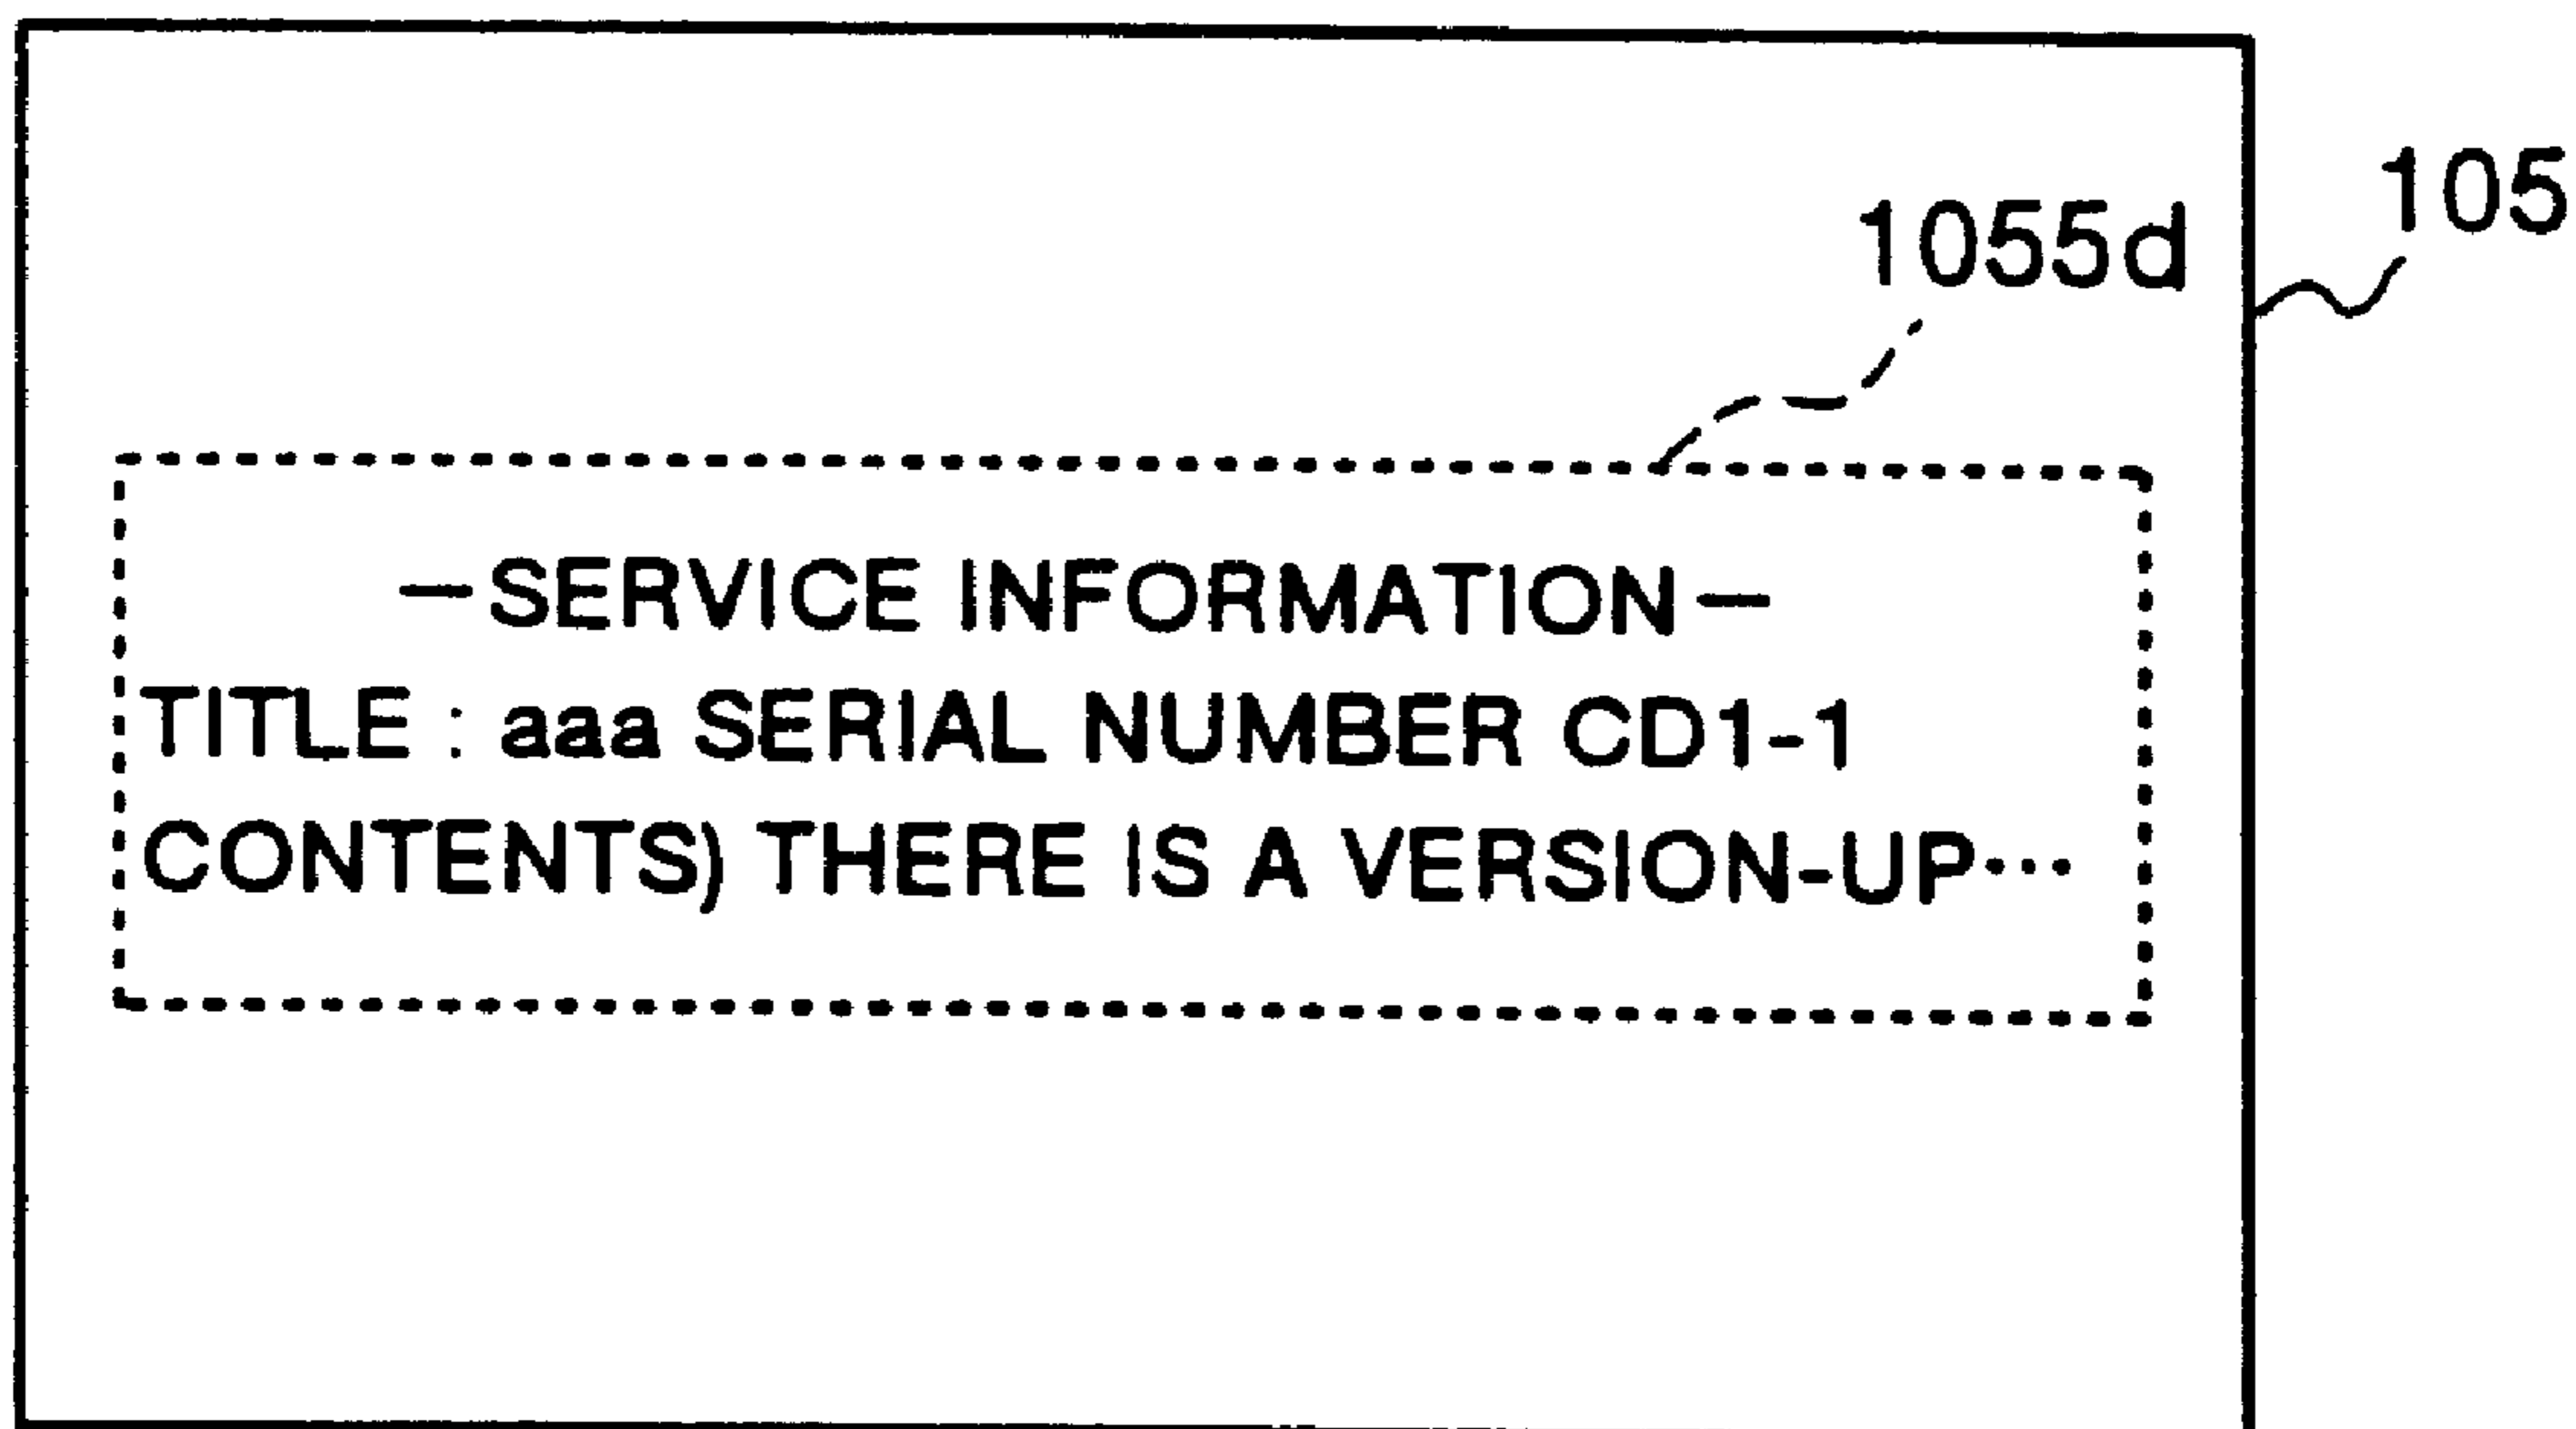 105
1055d
—SERVICE INFORMATION—
TITLE : aaa SERIAL NUMBER CD1-1
CONTENTS) THERE IS A VERSION-UP···